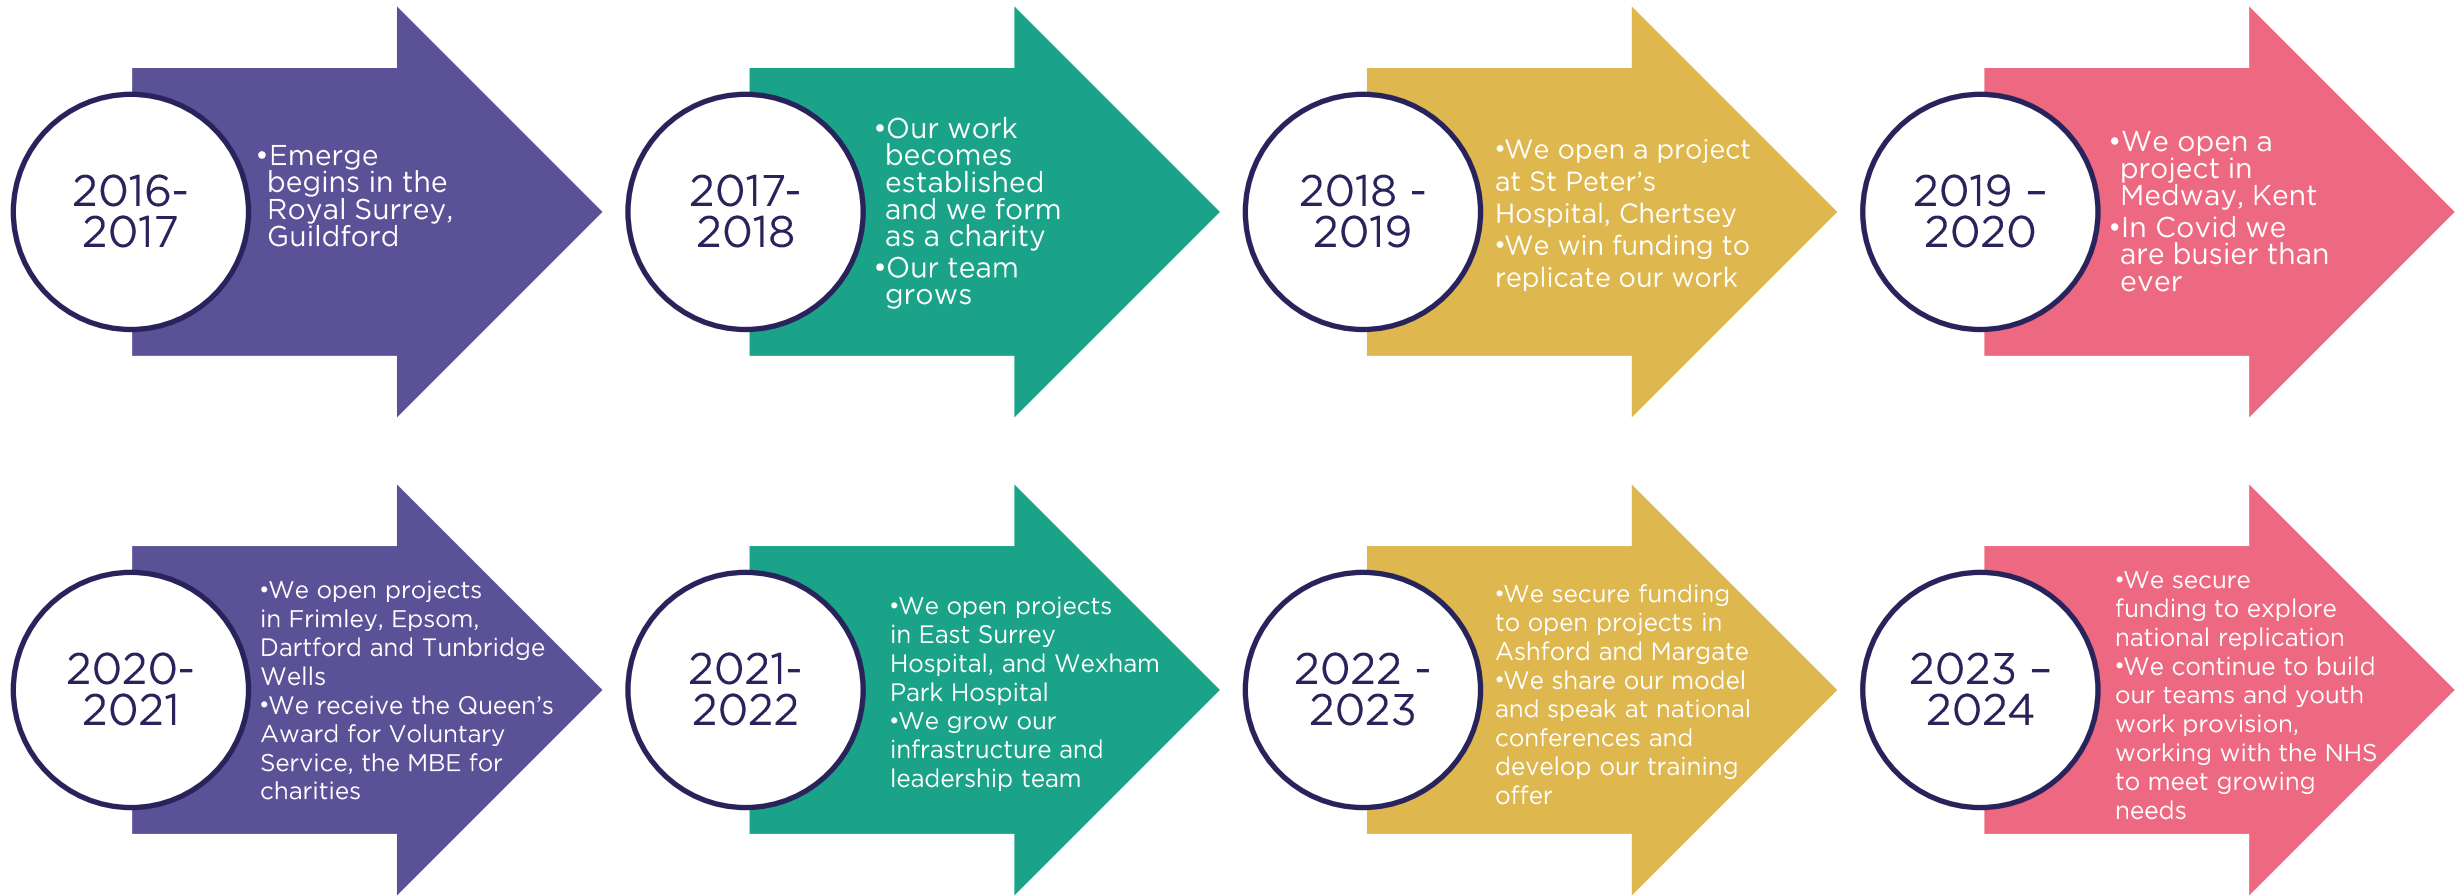 2016-
2017
•Emerge
begins in the
Royal Surrey,
Guildford
2017-
2018
•Our work
becomes
established
and we form
as a charity
•Our team
grows
2018 -
2019
•We open a project
at St Peter’s
Hospital, Chertsey
•We win funding to
replicate our work
2019 –
2020
•We open a
project in
Medway, Kent
•In Covid we
are busier than
ever
2020-
2021
•We open projects
in Frimley, Epsom,
Dartford and Tunbridge
Wells
•We receive the Queen’s
Award for Voluntary
Service, the MBE for
charities
2021-
2022
•We open projects
in East Surrey
Hospital, and Wexham
Park Hospital
•We grow our
infrastructure and
leadership team
2022 -
2023
•We secure funding
to open projects in
Ashford and Margate
•We share our model
and speak at national
conferences and
develop our training
offer
2023 –
2024
•We secure
funding to explore
national replication
•We continue to build
our teams and youth
work provision,
working with the NHS
to meet growing
needs